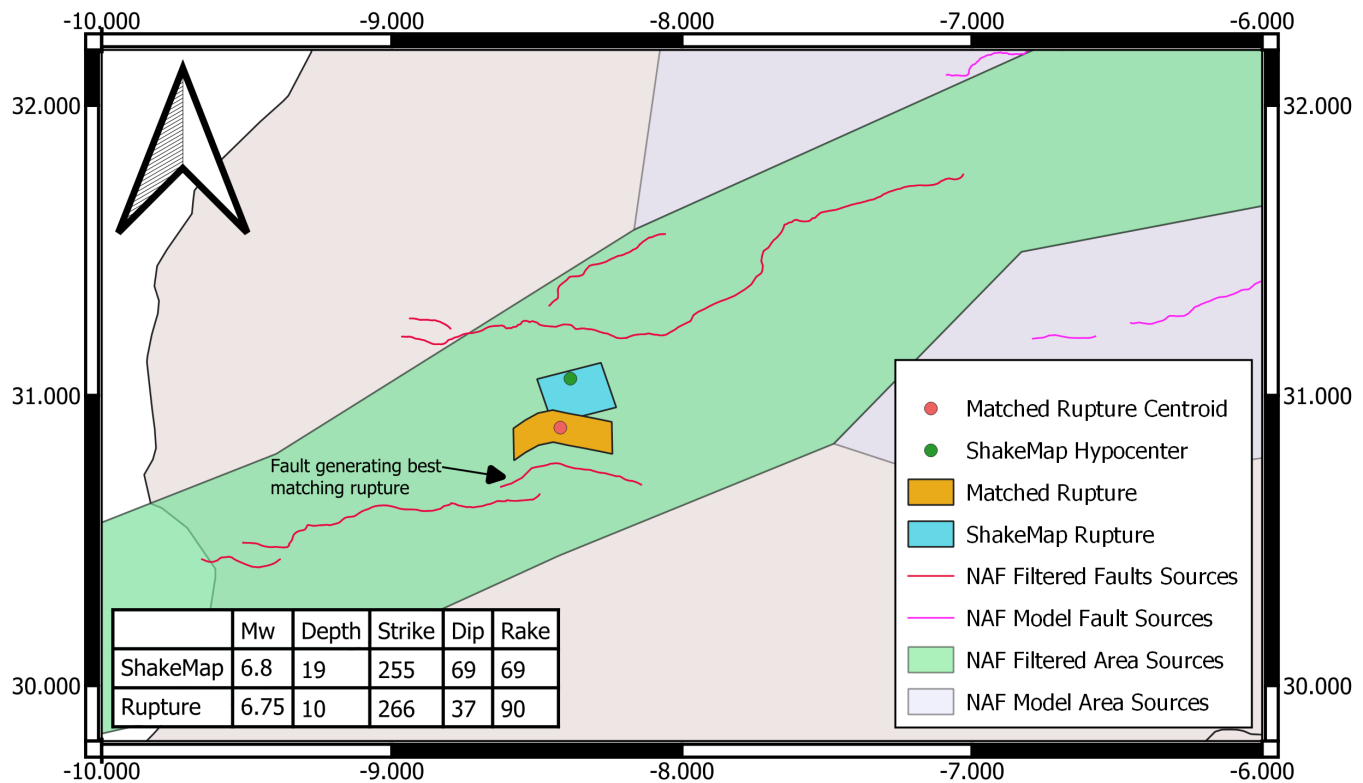 -10.000 -9.000 -8.000 -7.000 -6.000
32.000 32.000
31.000 31.000
Matched Rupture Centroid
ShakeMap Hypocenter
Fault generating best
matching rupture
Matched Rupture
ShakeMap Rupture
NAF Filtered Faults Sources
NAF Model Fault Sources
NAF Filtered Area Sources
NAF Model Area Sources
Mw Depth Strike Dip Rake
ShakeMap 6.8 19 255 69 69
Rupture 6.75 10 266 37 90
30.000 30.000
-10.000 -9.000 -8.000 -7.000 -6.000